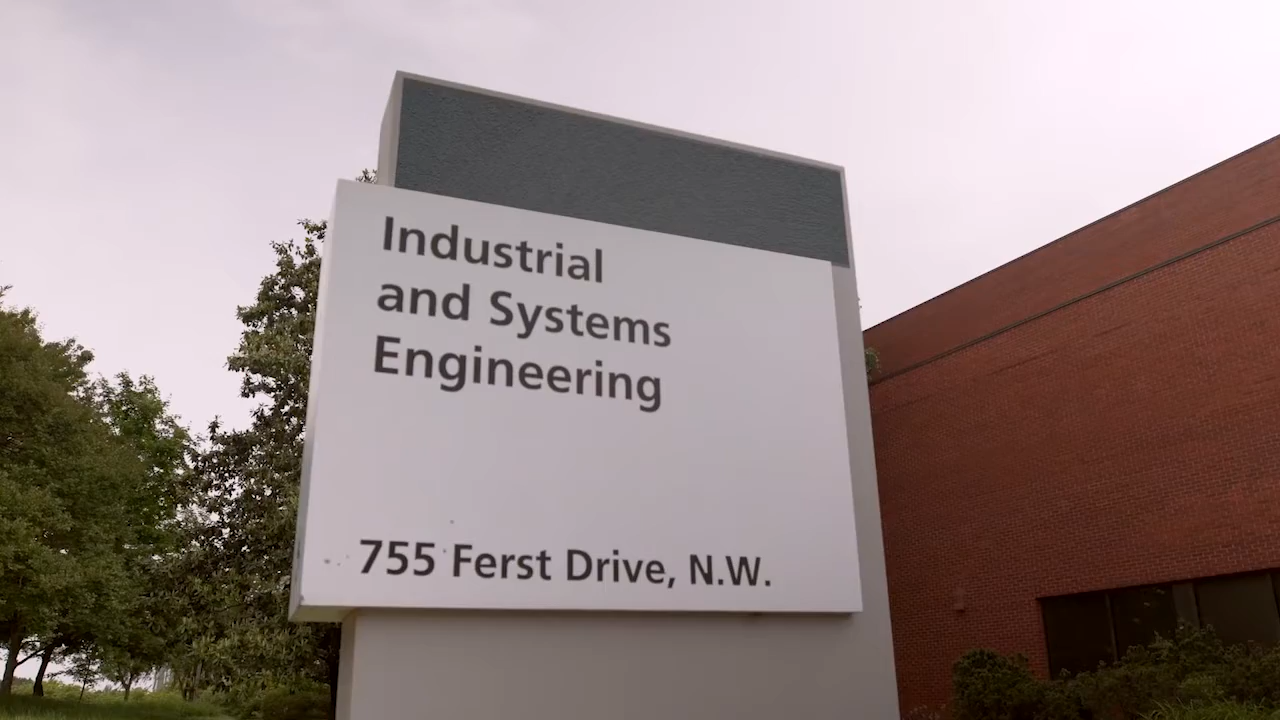 Industrial
and Systems
Engineering
755 Ferst Drive, N.W.